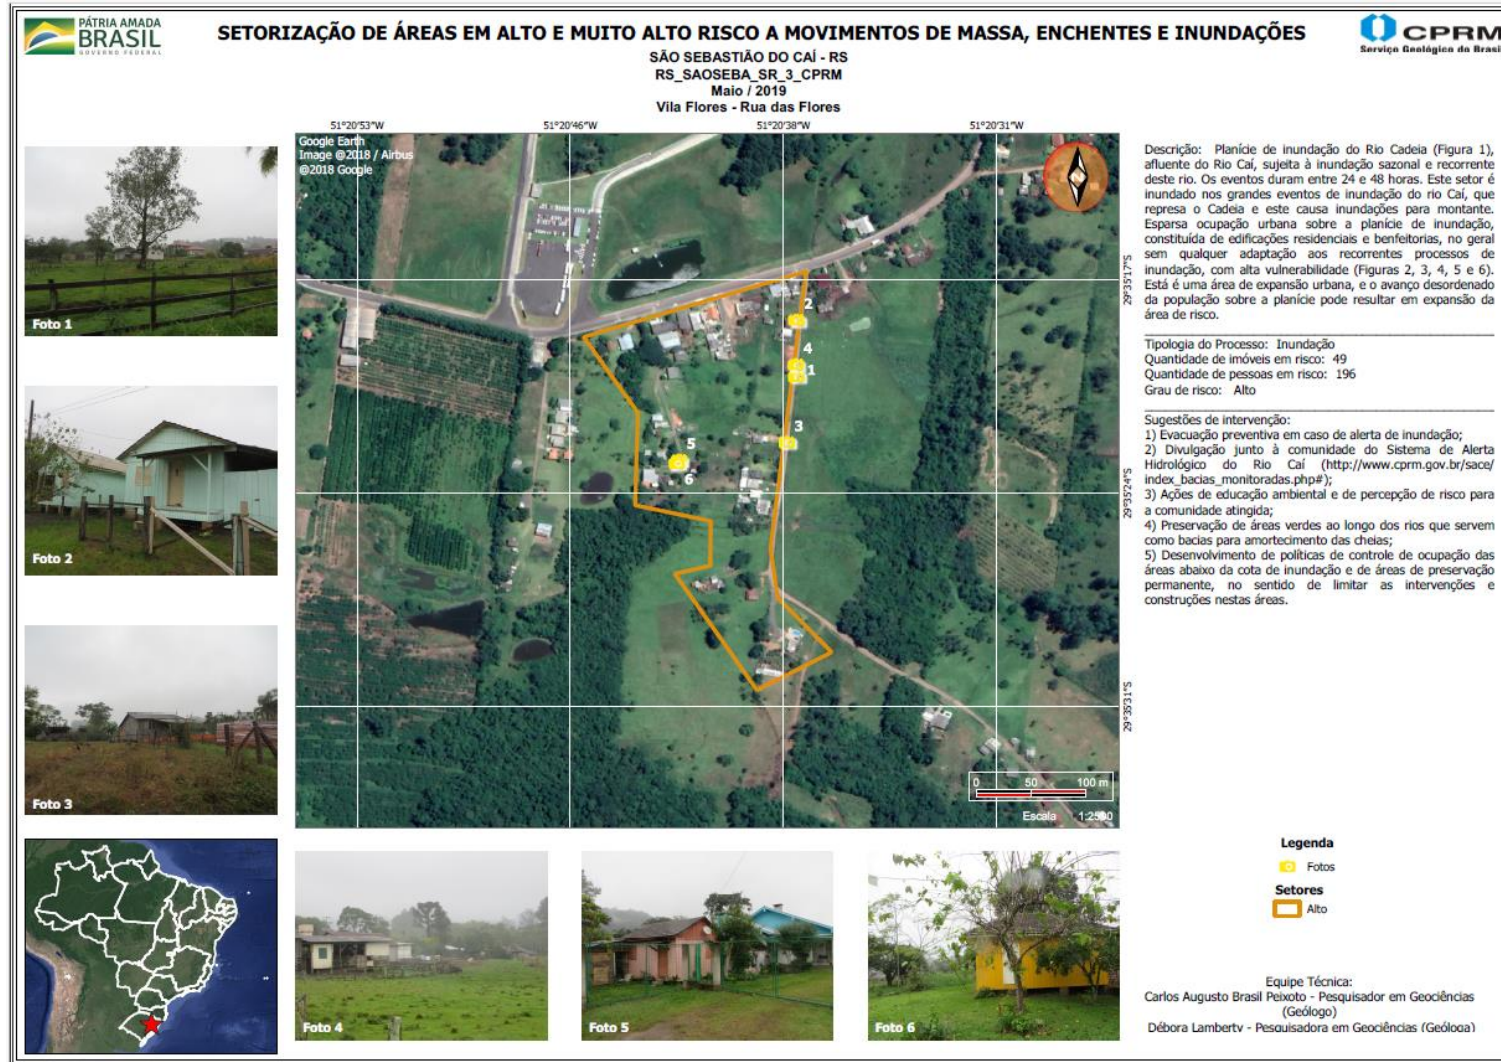 PÁTRIA AMADA
BRASIL
GOVERNO FEDERAL
SETORIZAÇÃO DE ÁREAS EM ALTO E MUITO ALTO RISCO A MOVIMENTOS DE MASSA, ENCHENTES E INUNDAÇÕES
SÃO SEBASTIÃO DO CAÍ - RS
RS_SAOSEBA_SR_3_CPRM
Maio / 2019
Vila Flores - Rua das Flores
CPRM
Serviço Geológico do Brasil
51°20'53"W
51°20'46"W
51°20'38"W
51°20'31"W
Google Earth
Image @2018 / Airbus
@2018 Google
N
29°35'17"S
29°35'24"S
29°35'31"S
2
4
1
3
5
6
0 50 100 m
Escala 1:2500
Foto 1
Foto 2
Foto 3
Foto 4
Foto 5
Foto 6
Descrição: Planície de inundação do Rio Cadeia (Figura 1),
afluente do Rio Caí, sujeita à inundação sazonal e recorrente
deste rio. Os eventos duram entre 24 e 48 horas. Este setor é
inundado nos grandes eventos de inundação do rio Caí, que
represa o Cadeia e este causa inundações para montante.
Esparsa ocupação urbana sobre a planície de inundação,
constituída de edificações residenciais e benfeitorias, no geral
sem qualquer adaptação aos recorrentes processos de
inundação, com alta vulnerabilidade (Figuras 2, 3, 4, 5 e 6).
Está é uma área de expansão urbana, e o avanço desordenado
da população sobre a planície pode resultar em expansão da
área de risco.
Tipologia do Processo: Inundação
Quantidade de imóveis em risco: 49
Quantidade de pessoas em risco: 196
Grau de risco: Alto
Sugestões de intervenção:
1) Evacuação preventiva em caso de alerta de inundação;
2) Divulgação junto à comunidade do Sistema de Alerta
Hidrológico do Rio Caí (http://www.cprm.gov.br/sace/
index_bacias_monitoradas.php#);
3) Ações de educação ambiental e de percepção de risco para
a comunidade atingida;
4) Preservação de áreas verdes ao longo dos rios que servem
como bacias para amortecimento das cheias;
5) Desenvolvimento de políticas de controle de ocupação das
áreas abaixo da cota de inundação e de áreas de preservação
permanente, no sentido de limitar as intervenções e
construções nestas áreas.
Legenda
Fotos
Setores
Alto
Equipe Técnica:
Carlos Augusto Brasil Peixoto - Pesquisador em Geociências
(Geólogo)
Débora Lamberty - Pesquisadora em Geociências (Geóloga)